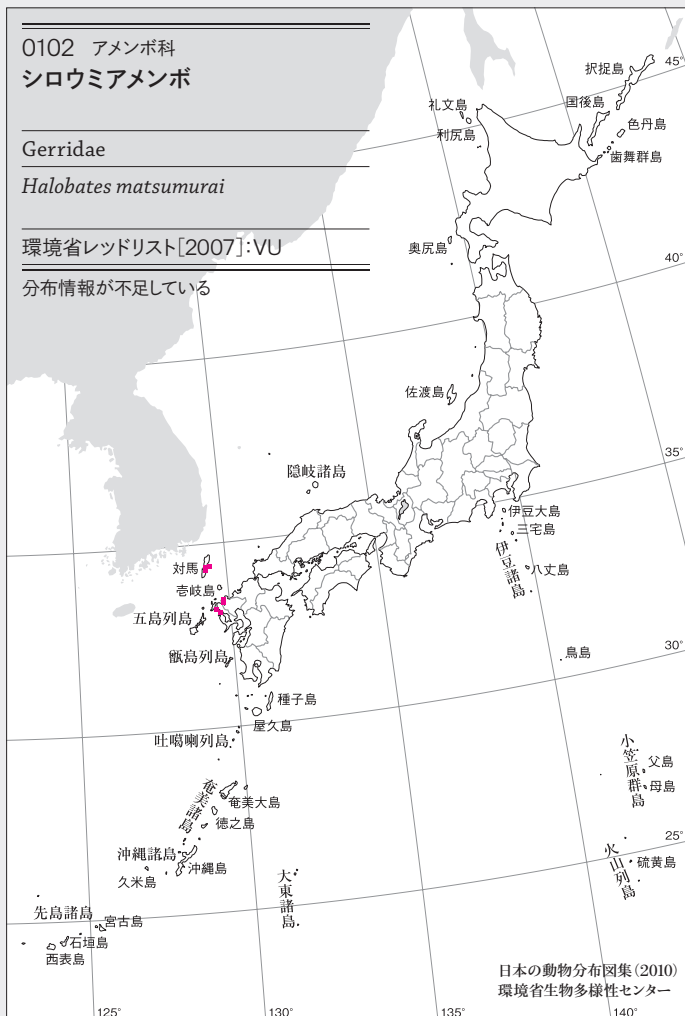 0102 アメンボ科
シロウミアメンボ
Gerridae
Halobates matsumurai
環境省レッドリスト[2007]:VU
分布情報が不足している
択捉島
45°
礼文島
国後島
色丹島
利尻島
歯舞群島
奥尻島
40°
佐渡島
35°
隠岐諸島
伊豆大島
三宅島
伊豆諸島
八丈島
対馬
壱岐島
五島列島
甑島列島
鳥島
30°
種子島
屋久島
吐噶喇列島
小笠原群島
父島
母島
奄美諸島
奄美大島
徳之島
25°
沖縄諸島
沖縄島
久米島
大東諸島
火山列島
硫黄島
先島諸島
宮古島
石垣島
西表島
日本の動物分布図集(2010)
環境省生物多様性センター
125°
130°
135°
140°